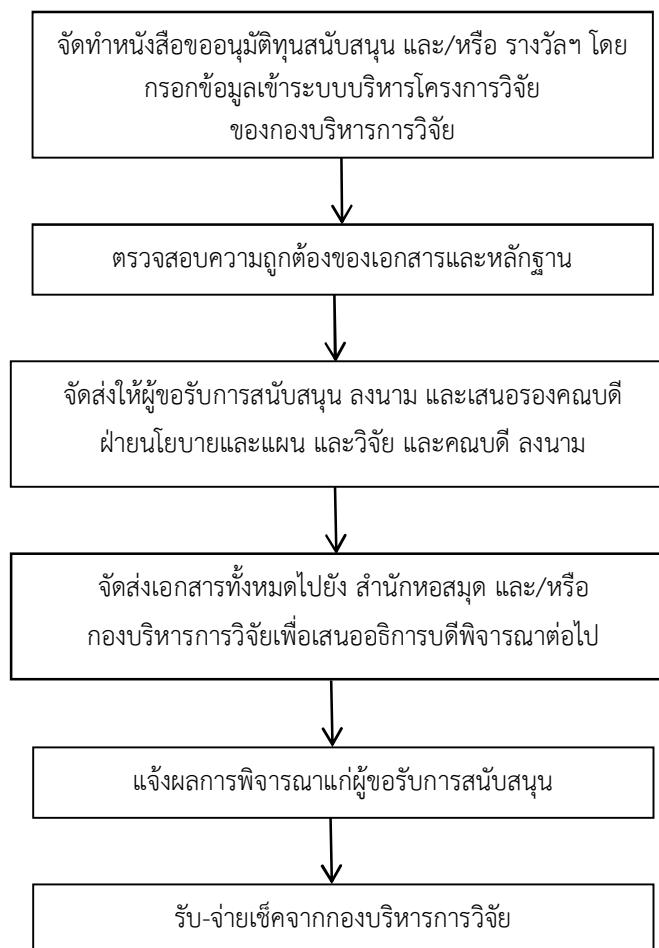 จัดทำหนังสือขออนุมัติทุนสนับสนุน และ/หรือ รางวัลฯ โดย
กรอกข้อมูลเข้าระบบบริหารโครงการวิจัย
ของกองบริหารการวิจัย
ตรวจสอบความถูกต้องของเอกสารและหลักฐาน
จัดส่งให้ผู้ขอรับการสนับสนุน ลงนาม และเสนอรองคณบดี
ฝ่ายนโยบายและแผน และวิจัย และคณบดี ลงนาม
จัดส่งเอกสารทั้งหมดไปยัง สำนักหอสมุด และ/หรือ
กองบริหารการวิจัยเพื่อเสนออธิการบดีพิจารณาต่อไป
แจ้งผลการพิจารณาแก่ผู้ขอรับการสนับสนุน
รับ-จ่ายเช็คจากกองบริหารการวิจัย